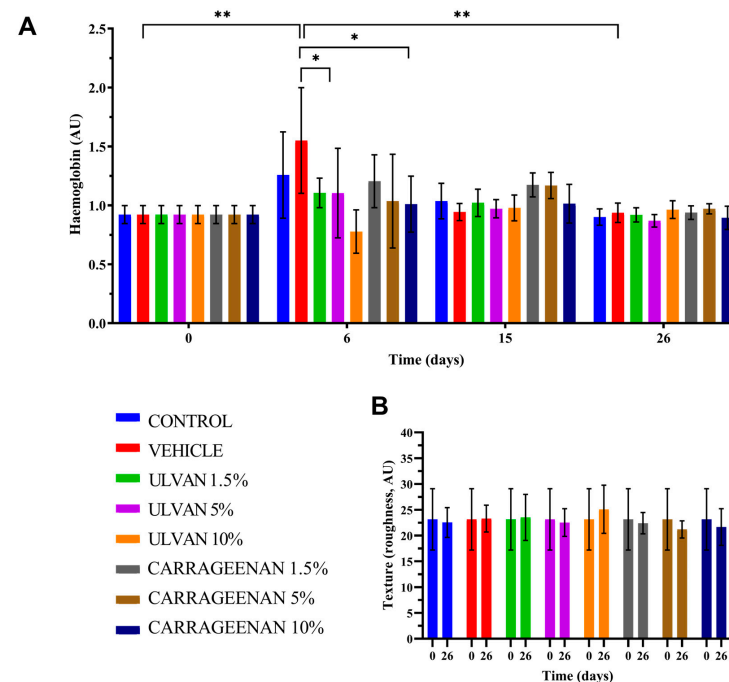 A
**
**
*
*
Haemoglobin (AU)
2.5
2.0
1.5
1.0
0.5
0.0
0 6 15 26
Time (days)
CONTROL
VEHICLE
ULVAN 1.5%
ULVAN 5%
ULVAN 10%
CARRAGEENAN 1.5%
CARRAGEENAN 5%
CARRAGEENAN 10%
B
Texture (roughness, AU)
40
35
30
25
20
15
10
5
0
0 26 0 26 0 26 0 26 0 26 0 26 0 26 0 26
Time (days)